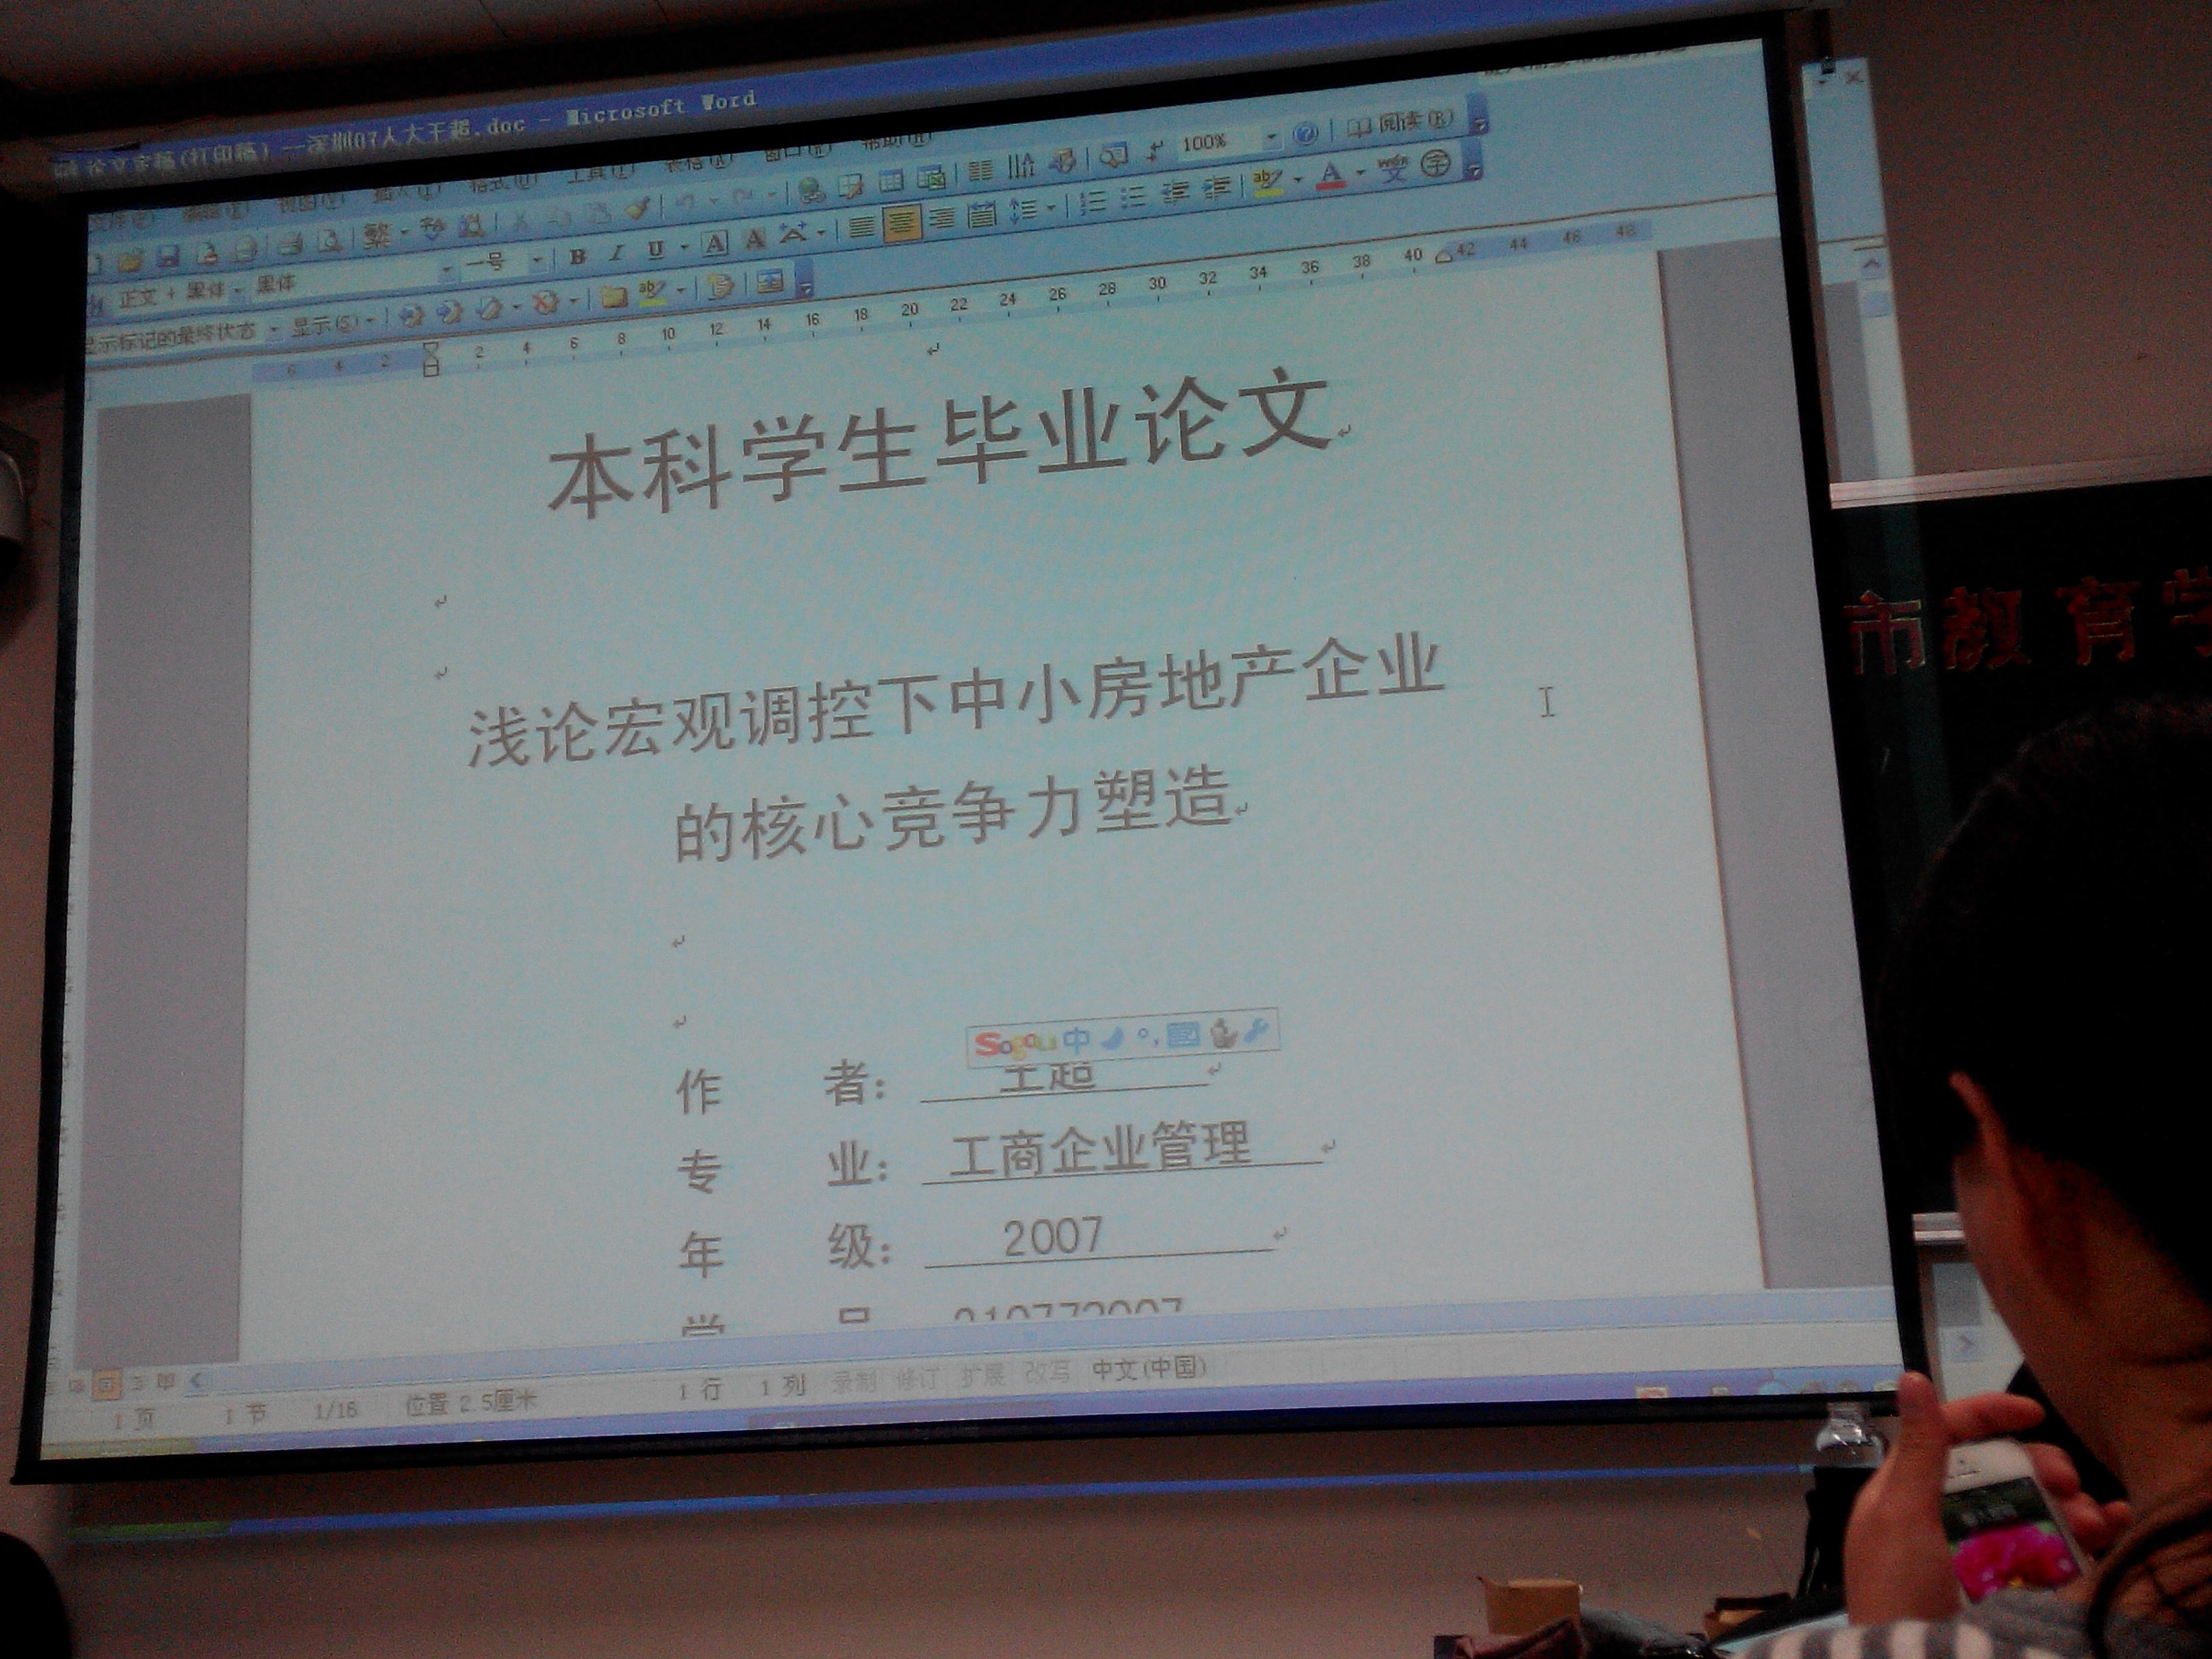 论文定稿(打印稿)--深圳07人大王超.doc - Microsoft Word
100% 阅读(R)
正文 + 黑体 黑体 一号 B I U A A A
显示标记的最终状态 显示(S)
6 4 2 2 4 6 8 10 12 14 16 18 20 22 24 26 28 30 32 34 36 38 40 42 44 46 48
本科学生毕业论文
浅论宏观调控下中小房地产企业
的核心竞争力塑造
Sogou 中
作 者： 王超
专 业： 工商企业管理
年 级： 2007
学 号
1 页 1 节 1/16 位置 2.5厘米 1 行 1 列 录制 修订 扩展 改写 中文(中国)
市教育学